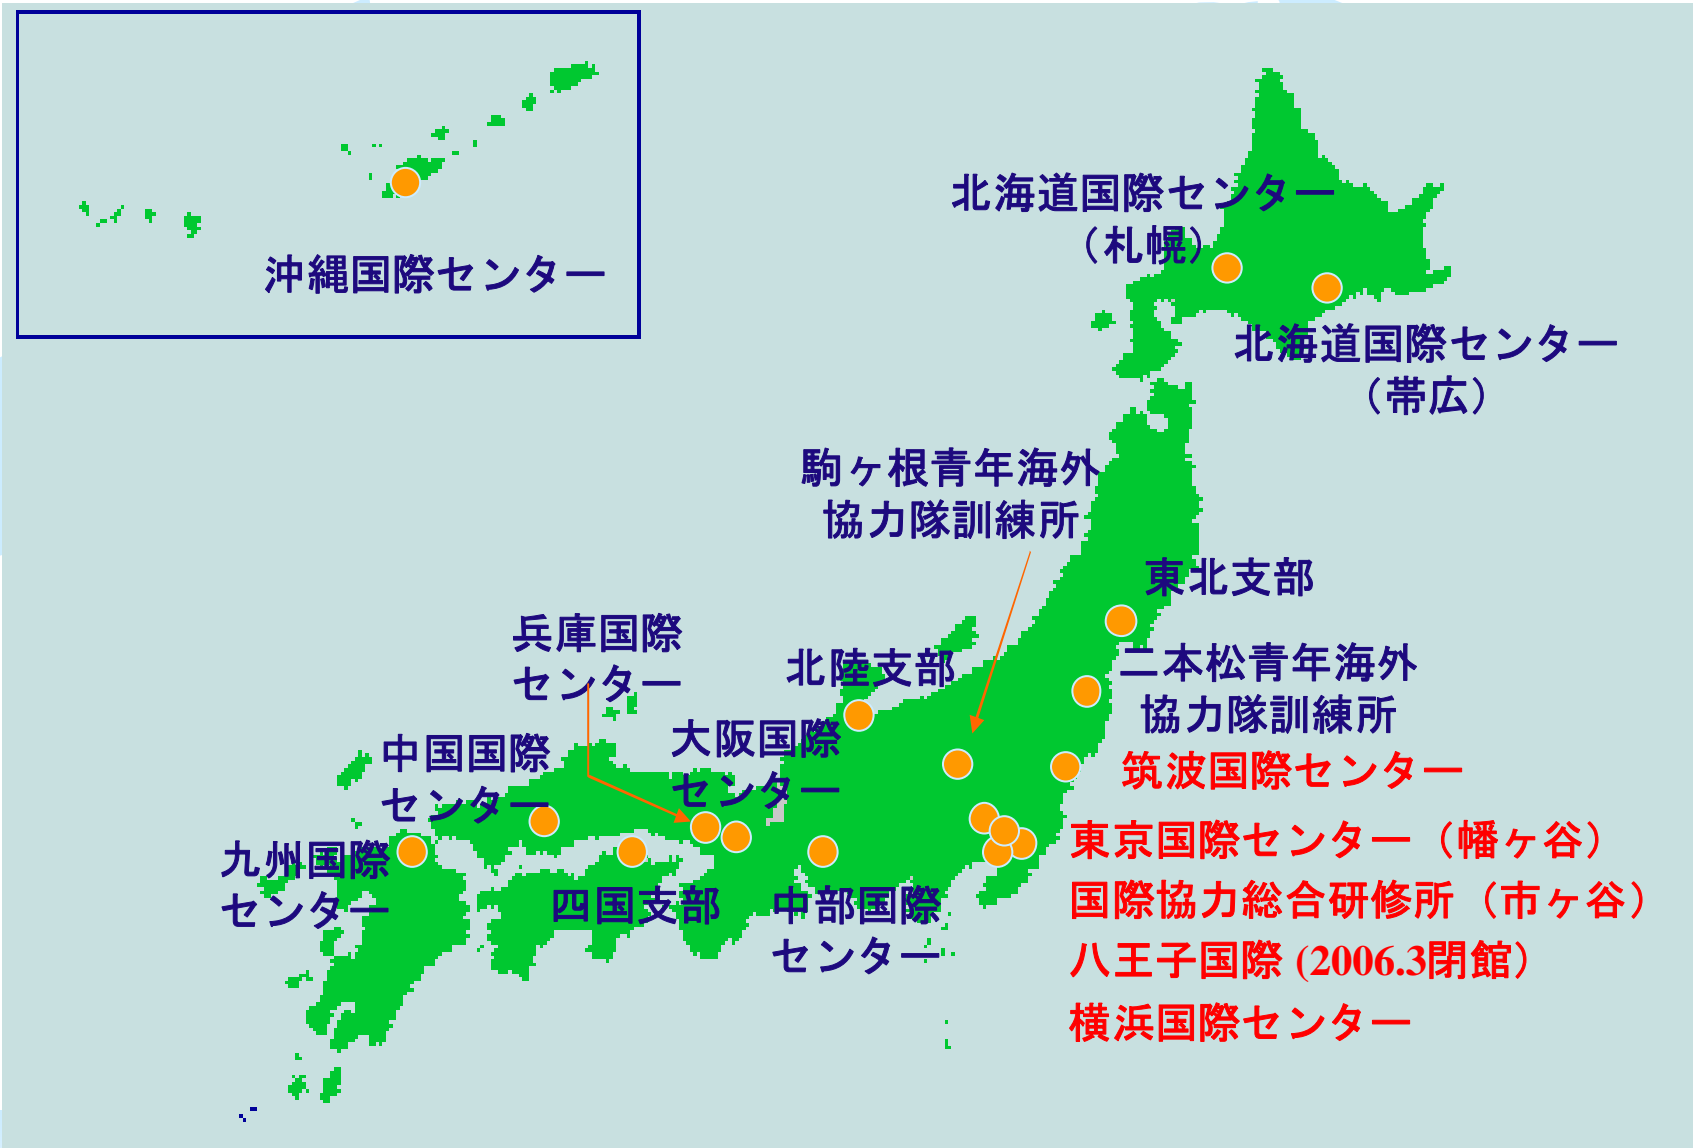 沖縄国際センター
北海道国際センター
（札幌）
北海道国際センター
（帯広）
駒ヶ根青年海外
協力隊訓練所
東北支部
兵庫国際
センター
北陸支部
二本松青年海外
協力隊訓練所
大阪国際
センター
中国国際
センター
筑波国際センター
九州国際
センター
四国支部
中部国際
センター
東京国際センター（幡ヶ谷）
国際協力総合研修所（市ヶ谷）
八王子国際 (2006.3閉館）
横浜国際センター